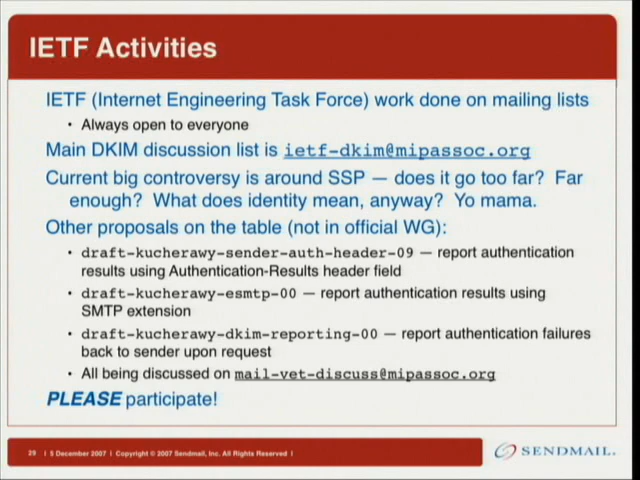 IETF Activities
IETF (Internet Engineering Task Force) work done on mailing lists
• Always open to everyone
Main DKIM discussion list is ietf-dkim@mipassoc.org
Current big controversy is around SSP — does it go too far? Far
enough? What does identity mean, anyway? Yo mama.
Other proposals on the table (not in official WG):
• draft-kucherawy-sender-auth-header-09 — report authentication
results using Authentication-Results header field
• draft-kucherawy-esmtp-00 — report authentication results using
SMTP extension
• draft-kucherawy-dkim-reporting-00 — report authentication failures
back to sender upon request
• All being discussed on mail-vet-discuss@mipassoc.org
PLEASE participate!
29 | 5 December 2007 | Copyright © 2007 Sendmail, Inc. All Rights Reserved |
SENDMAIL.